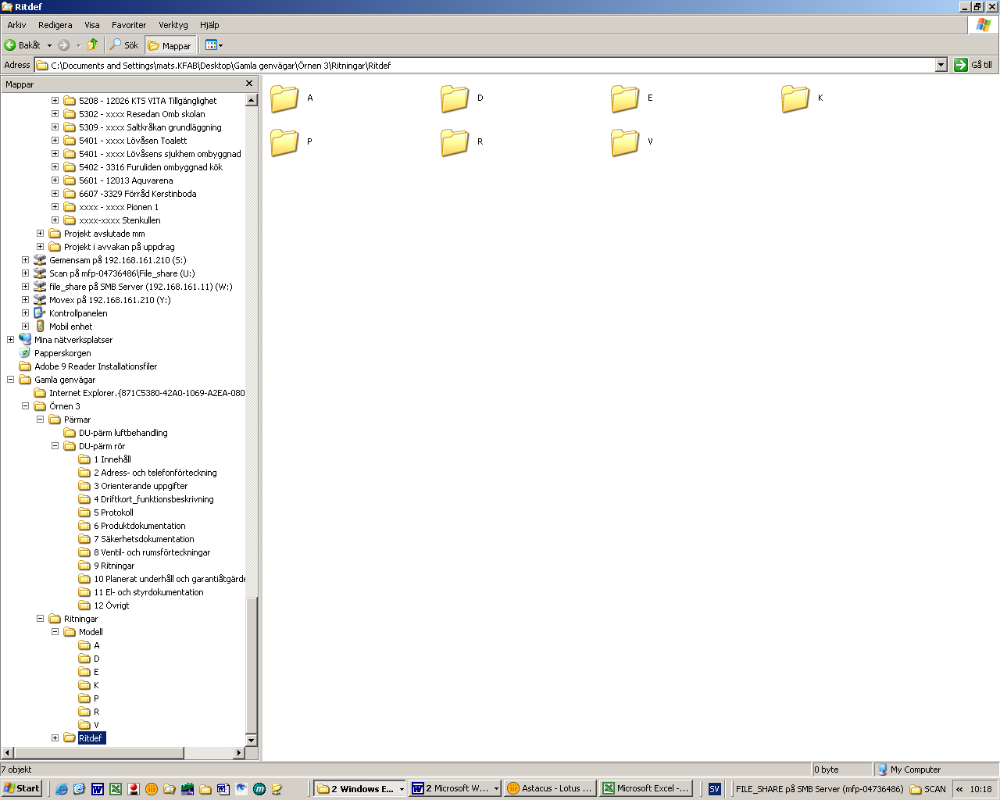 Ritdef
Arkiv Redigera Visa Favoriter Verktyg Hjälp
Bakåt Sök Mappar
Adress C:\Documents and Settings\mats.KFAB\Desktop\Gamla genvägar\Örnen 3\Ritningar\Ritdef Gå till
Mappar
5208 - 12026 KTS VITA Tillgänglighet
5302 - xxxx Resedan Omb skolan
5309 - xxxx Saltkråkan grundläggning
5401 - xxxx Lövåsen Toalett
5401 - xxxx Lövåsens sjukhem ombyggnad
5402 - 3316 Furuliden ombyggnad kök
5601 - 12013 Aquvarena
6607 -3329 Förråd Kerstinboda
xxxx - xxxx Pionen 1
xxxx-xxxx Stenkullen
Projekt avslutade mm
Projekt i avvakan på uppdrag
Gemensam på 192.168.161.210 (S:)
Scan på mfp-04736486\File_share (U:)
file_share på SMB Server (192.168.161.11) (W:)
Movex på 192.168.161.210 (Y:)
Kontrollpanelen
Mobil enhet
Mina nätverksplatser
Papperskorgen
Adobe 9 Reader Installationsfiler
Gamla genvägar
Internet Explorer.{871C5380-42A0-1069-A2EA-080
Örnen 3
Pärmar
DU-pärm luftbehandling
DU-pärm rör
1 Innehåll
2 Adress- och telefonförteckning
3 Orienterande uppgifter
4 Driftkort_funktionsbeskrivning
5 Protokoll
6 Produktdokumentation
7 Säkerhetsdokumentation
8 Ventil- och rumsförteckningar
9 Ritningar
10 Planerat underhåll och garantiåtgärde
11 El- och styrdokumentation
12 Övrigt
Ritningar
Modell
A
D
E
K
P
R
V
Ritdef
A D E K
P R V
7 objekt 0 byte My Computer
Start 2 Windows E... 2 Microsoft W... Astacus - Lotus ... Microsoft Excel -... SV FILE_SHARE på SMB Server (mfp-04736486) SCAN « 10:18